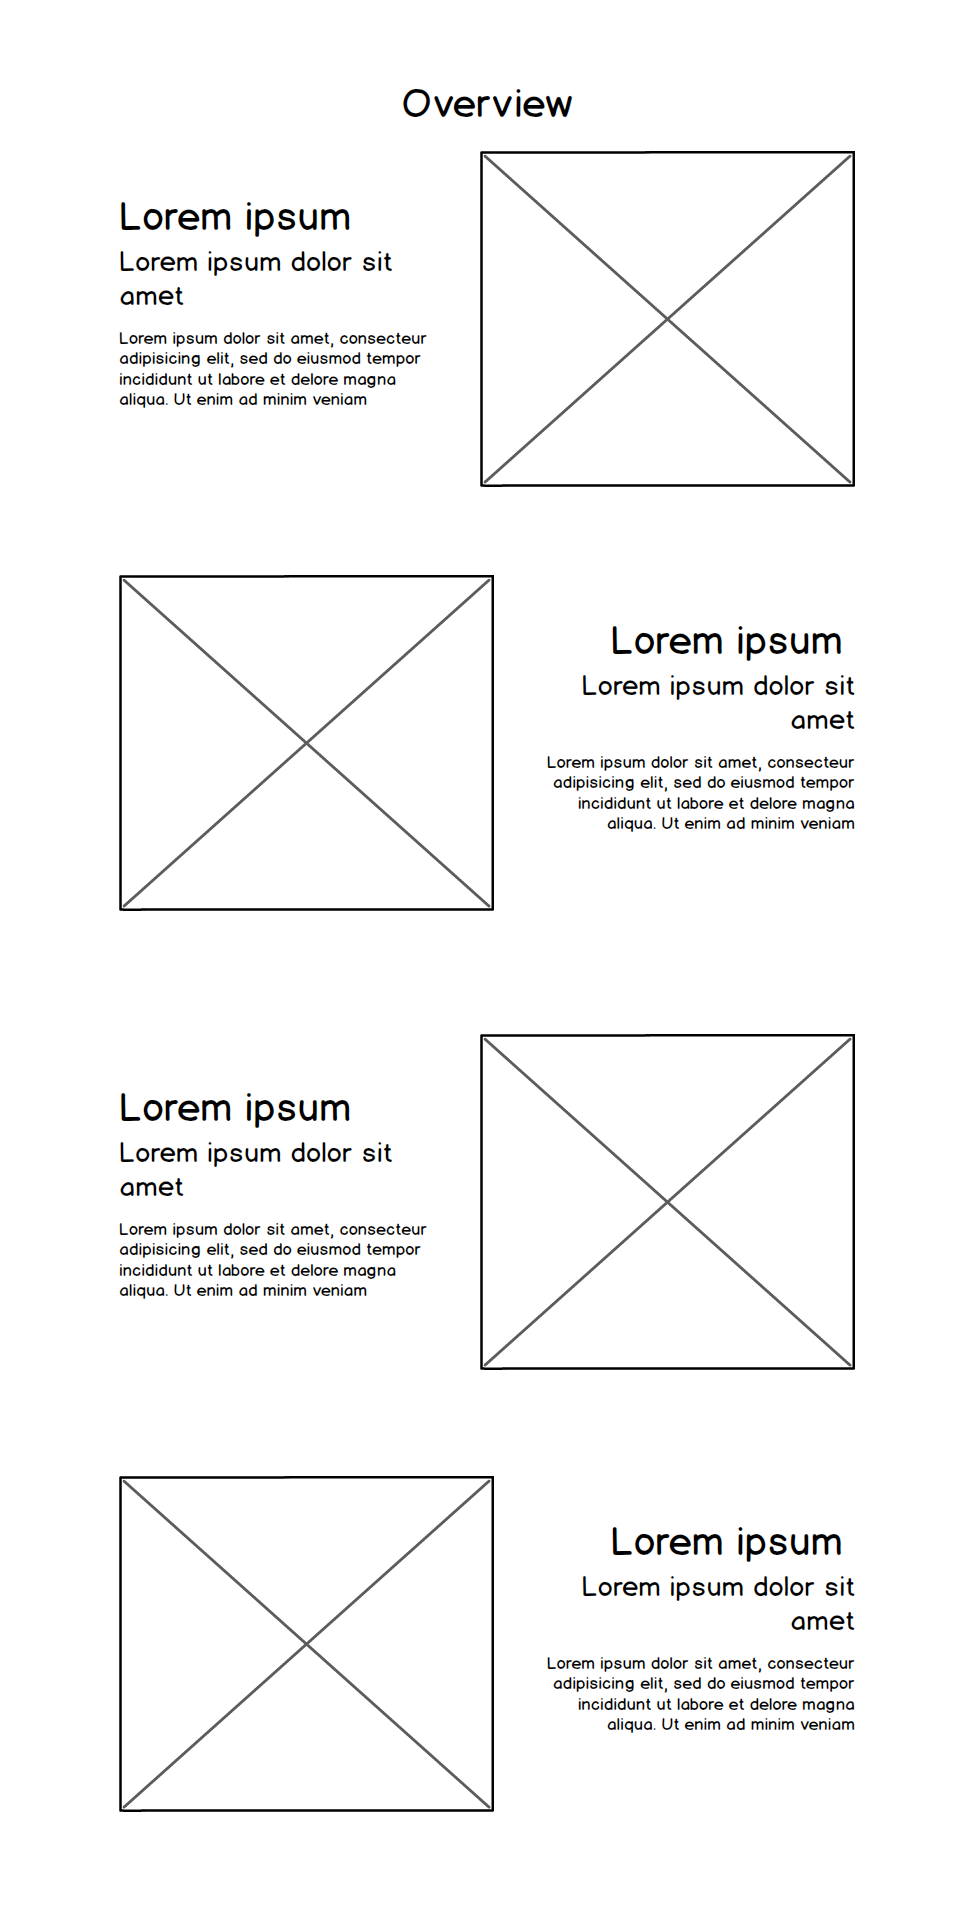 Overview
Lorem ipsum
Lorem ipsum dolor sit
amet
Lorem ipsum dolor sit amet, consecteur
adipisicing elit, sed do eiusmod tempor
incididunt ut labore et delore magna
aliqua. Ut enim ad minim veniam
Lorem ipsum
Lorem ipsum dolor sit
amet
Lorem ipsum dolor sit amet, consecteur
adipisicing elit, sed do eiusmod tempor
incididunt ut labore et delore magna
aliqua. Ut enim ad minim veniam
Lorem ipsum
Lorem ipsum dolor sit
amet
Lorem ipsum dolor sit amet, consecteur
adipisicing elit, sed do eiusmod tempor
incididunt ut labore et delore magna
aliqua. Ut enim ad minim veniam
Lorem ipsum
Lorem ipsum dolor sit
amet
Lorem ipsum dolor sit amet, consecteur
adipisicing elit, sed do eiusmod tempor
incididunt ut labore et delore magna
aliqua. Ut enim ad minim veniam